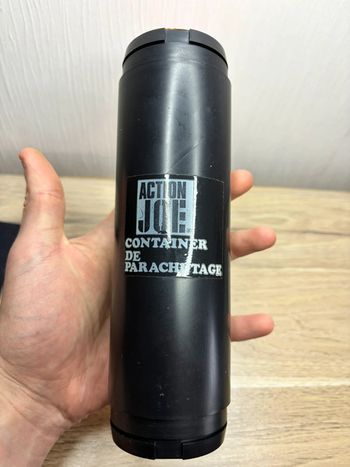 ACTION
JOE
CONTAINER
DE
PARACHUTAGE